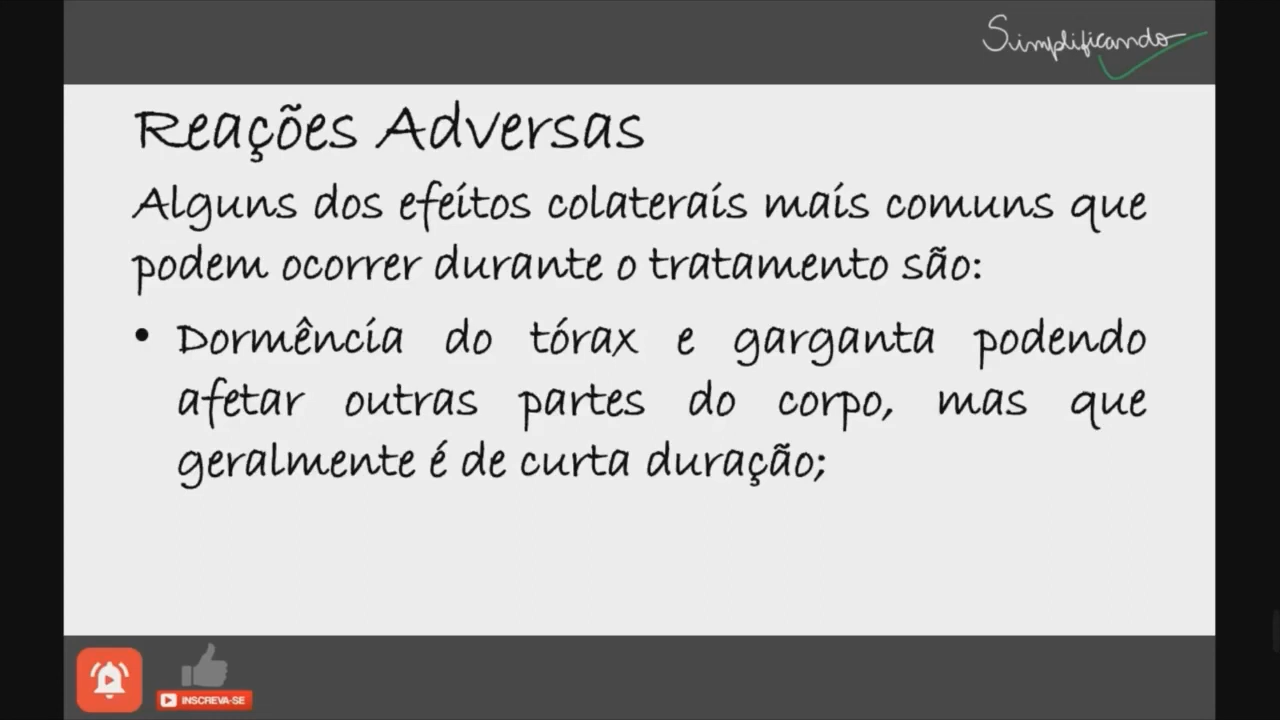 Simplificando
Reações Adversas
Alguns dos efeitos colaterais mais comuns que
podem ocorrer durante o tratamento são:
• Dormência do tórax e garganta podendo
afetar outras partes do corpo, mas que
geralmente é de curta duração;
INSCREVA-SE